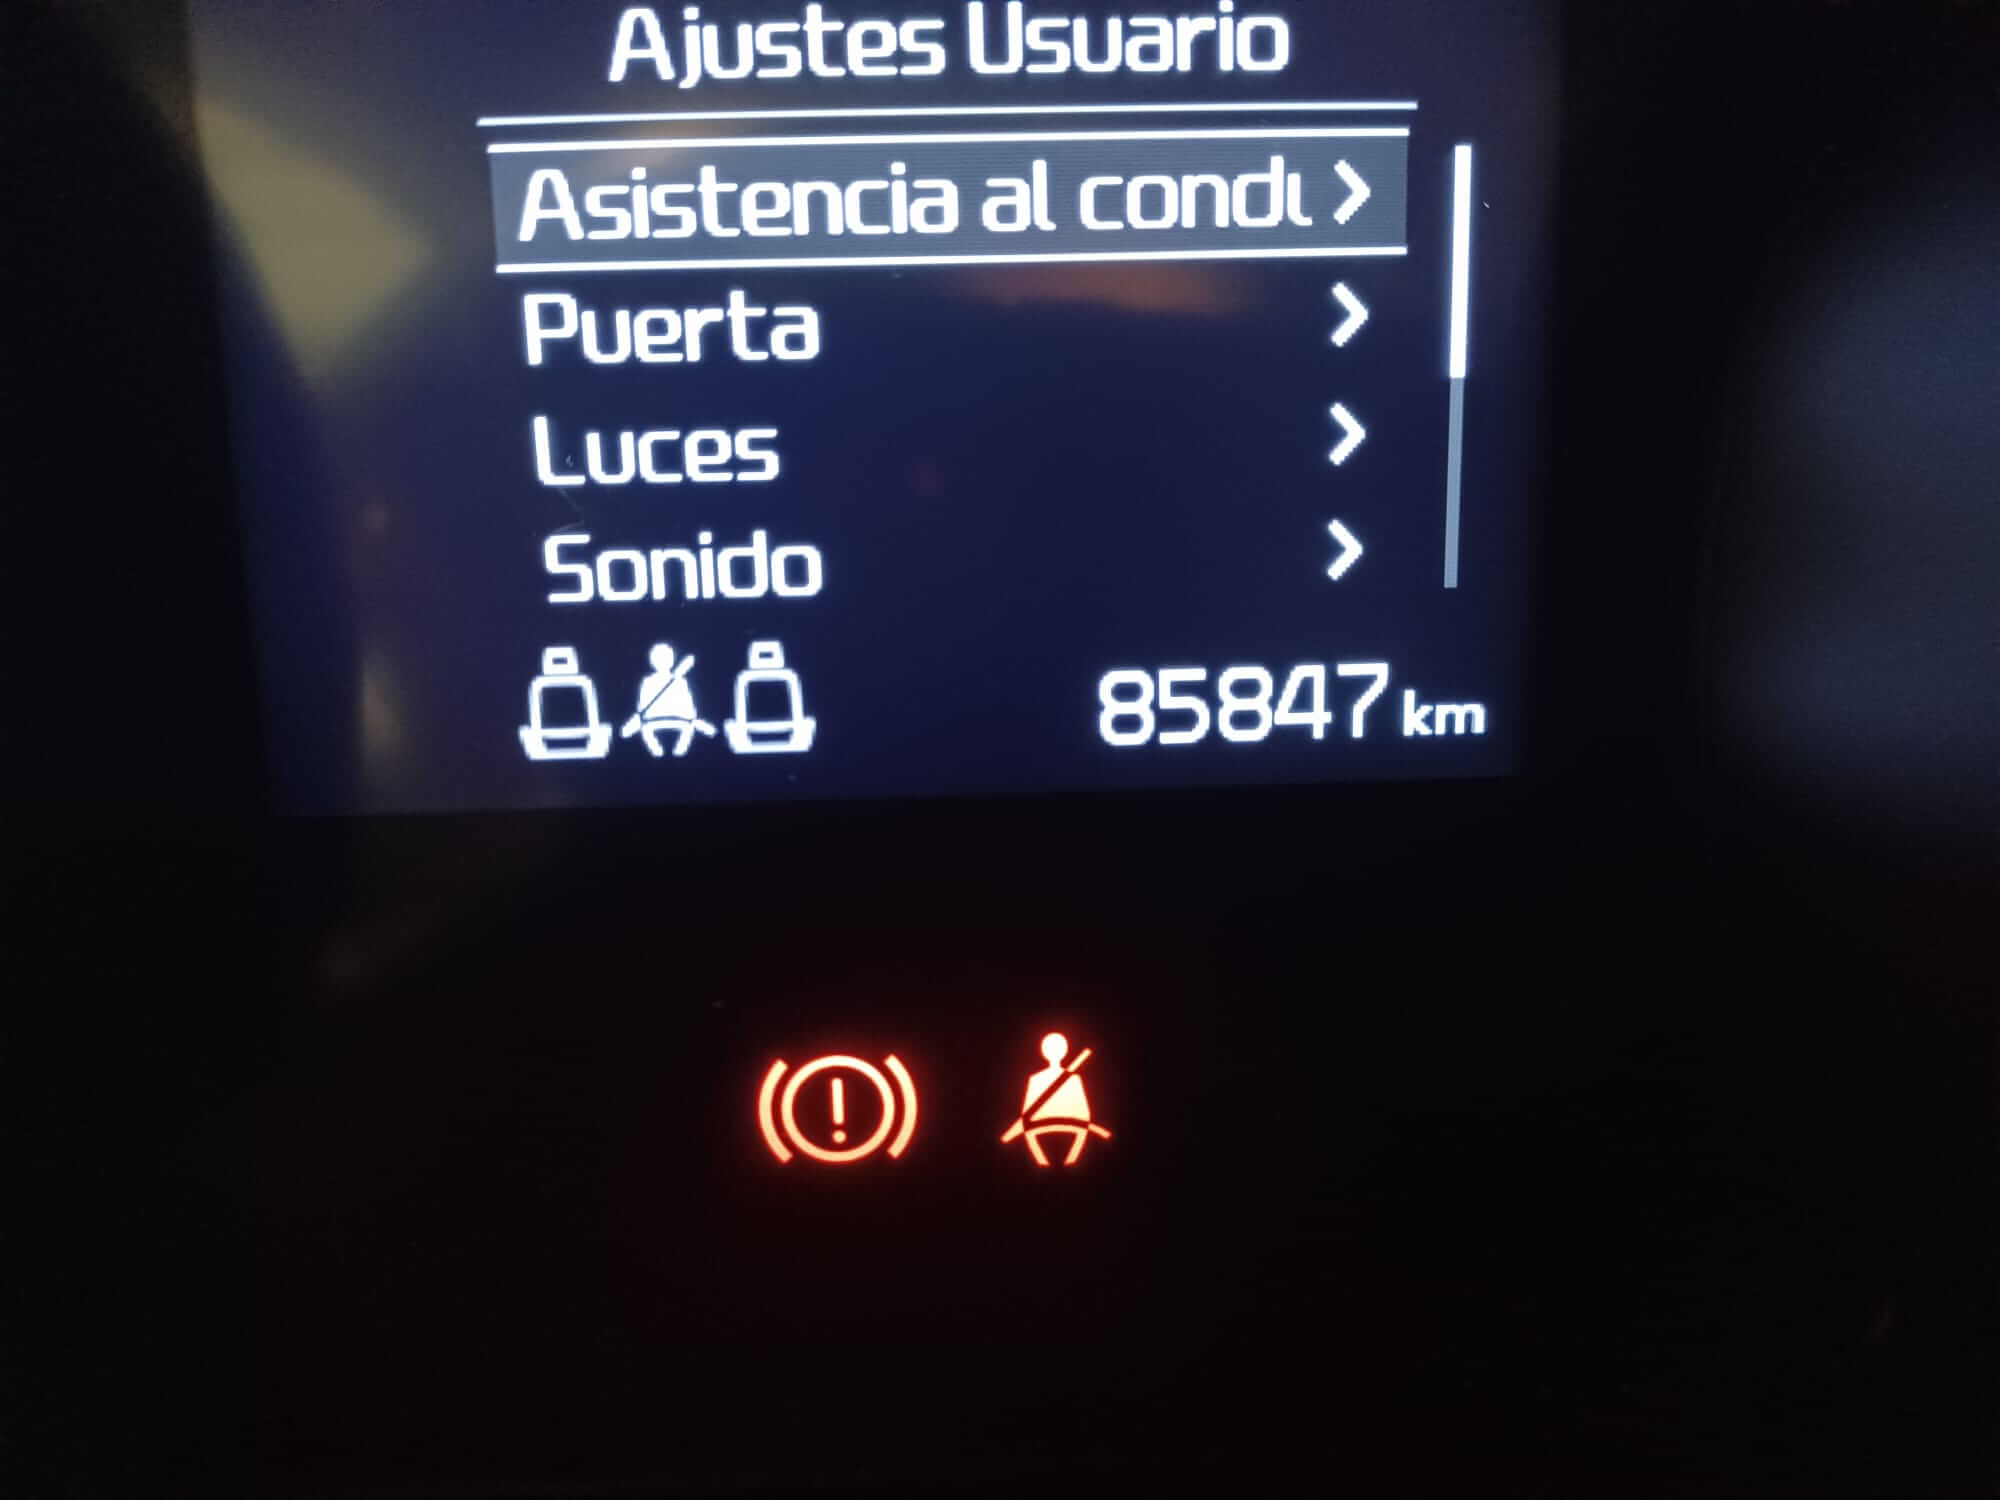 Ajustes Usuario
Asistencia al condu
Puerta
Luces
Sonido
85847 km